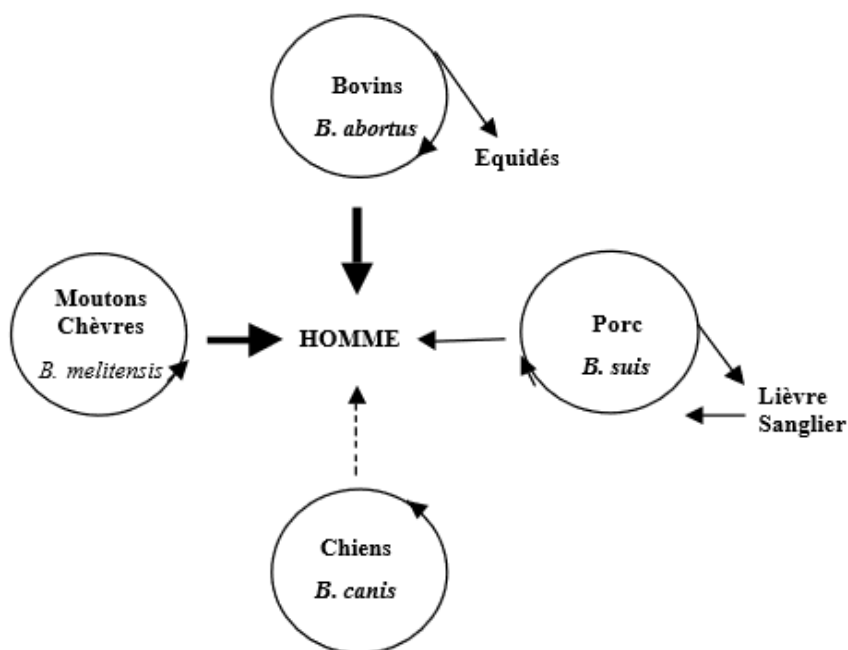 Bovins
B. abortus
Equidés
Moutons
Chèvres
B. melitensis
HOMME
Porc
B. suis
Lièvre
Sanglier
Chiens
B. canis